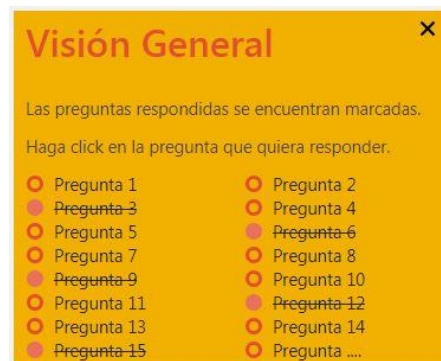 Visión General
×
Las preguntas respondidas se encuentran marcadas.
Haga click en la pregunta que quiera responder.
Pregunta 1
Pregunta 2
Pregunta 3
Pregunta 4
Pregunta 5
Pregunta 6
Pregunta 7
Pregunta 8
Pregunta 9
Pregunta 10
Pregunta 11
Pregunta 12
Pregunta 13
Pregunta 14
Pregunta 15
Pregunta ....